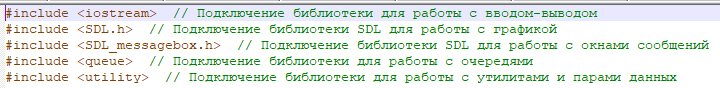 #include <iostream>  // Подключение библиотеки для работы с вводом-выводом
#include <SDL.h>  // Подключение библиотеки SDL для работы с графикой
#include <SDL_messagebox.h>  // Подключение библиотеки SDL для работы с окнами сообщений
#include <queue>  // Подключение библиотеки для работы с очередями
#include <utility>  // Подключение библиотеки для работы с утилитами и парами данных